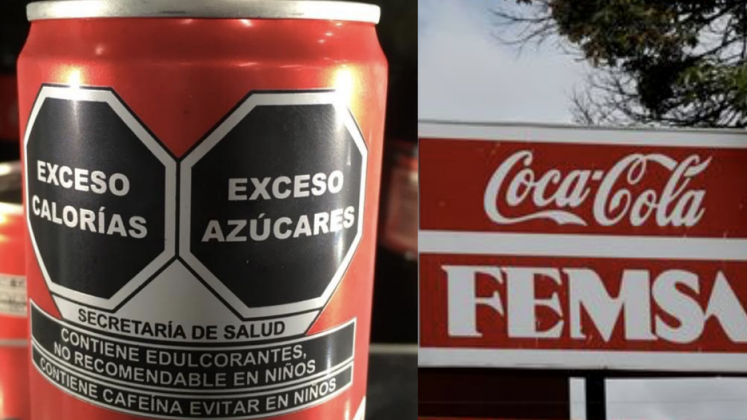 EXCESO
CALORÍAS
EXCESO
AZÚCARES
SECRETARÍA DE SALUD
CONTIENE EDULCORANTES,
NO RECOMENDABLE EN NIÑOS
CONTIENE CAFEÍNA EVITAR EN NIÑOS
Coca-Cola
FEMSA